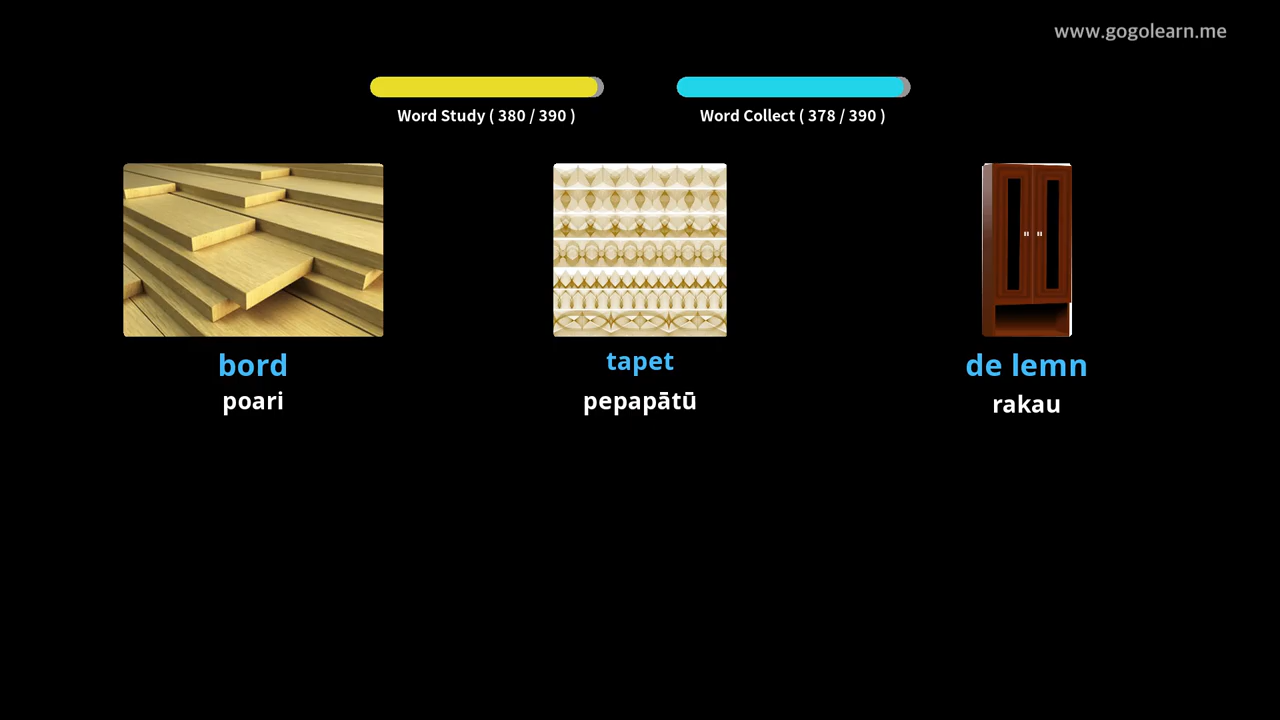 www.gogolearn.me
Word Study ( 380 / 390 )
Word Collect ( 378 / 390 )
bord
tapet
de lemn
poari
pepapātū
rakau